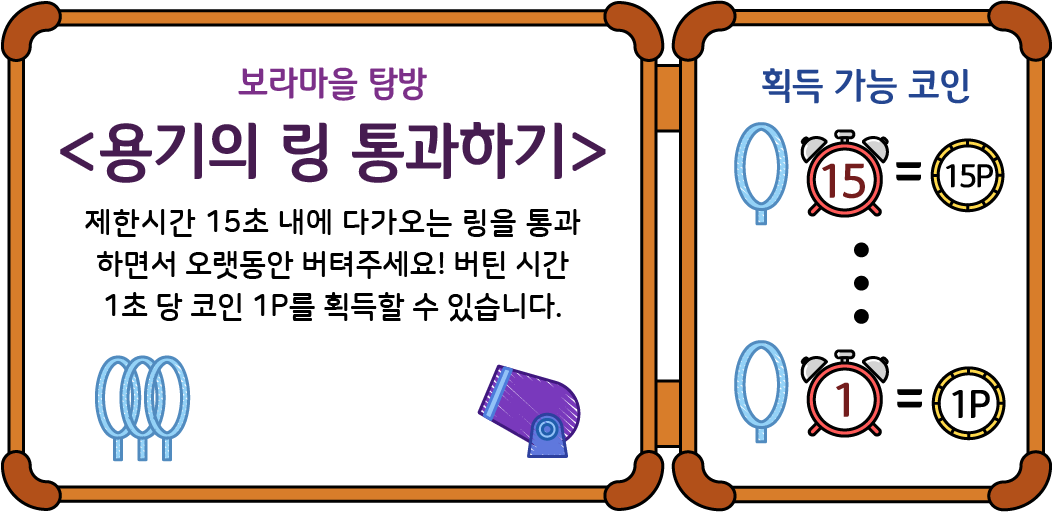 보라마을 탐방
<용기의 링 통과하기>
제한시간 15초 내에 다가오는 링을 통과
하면서 오랫동안 버텨주세요! 버틴 시간
1초 당 코인 1P를 획득할 수 있습니다.
획득 가능 코인
15 = 15P
1 = 1P